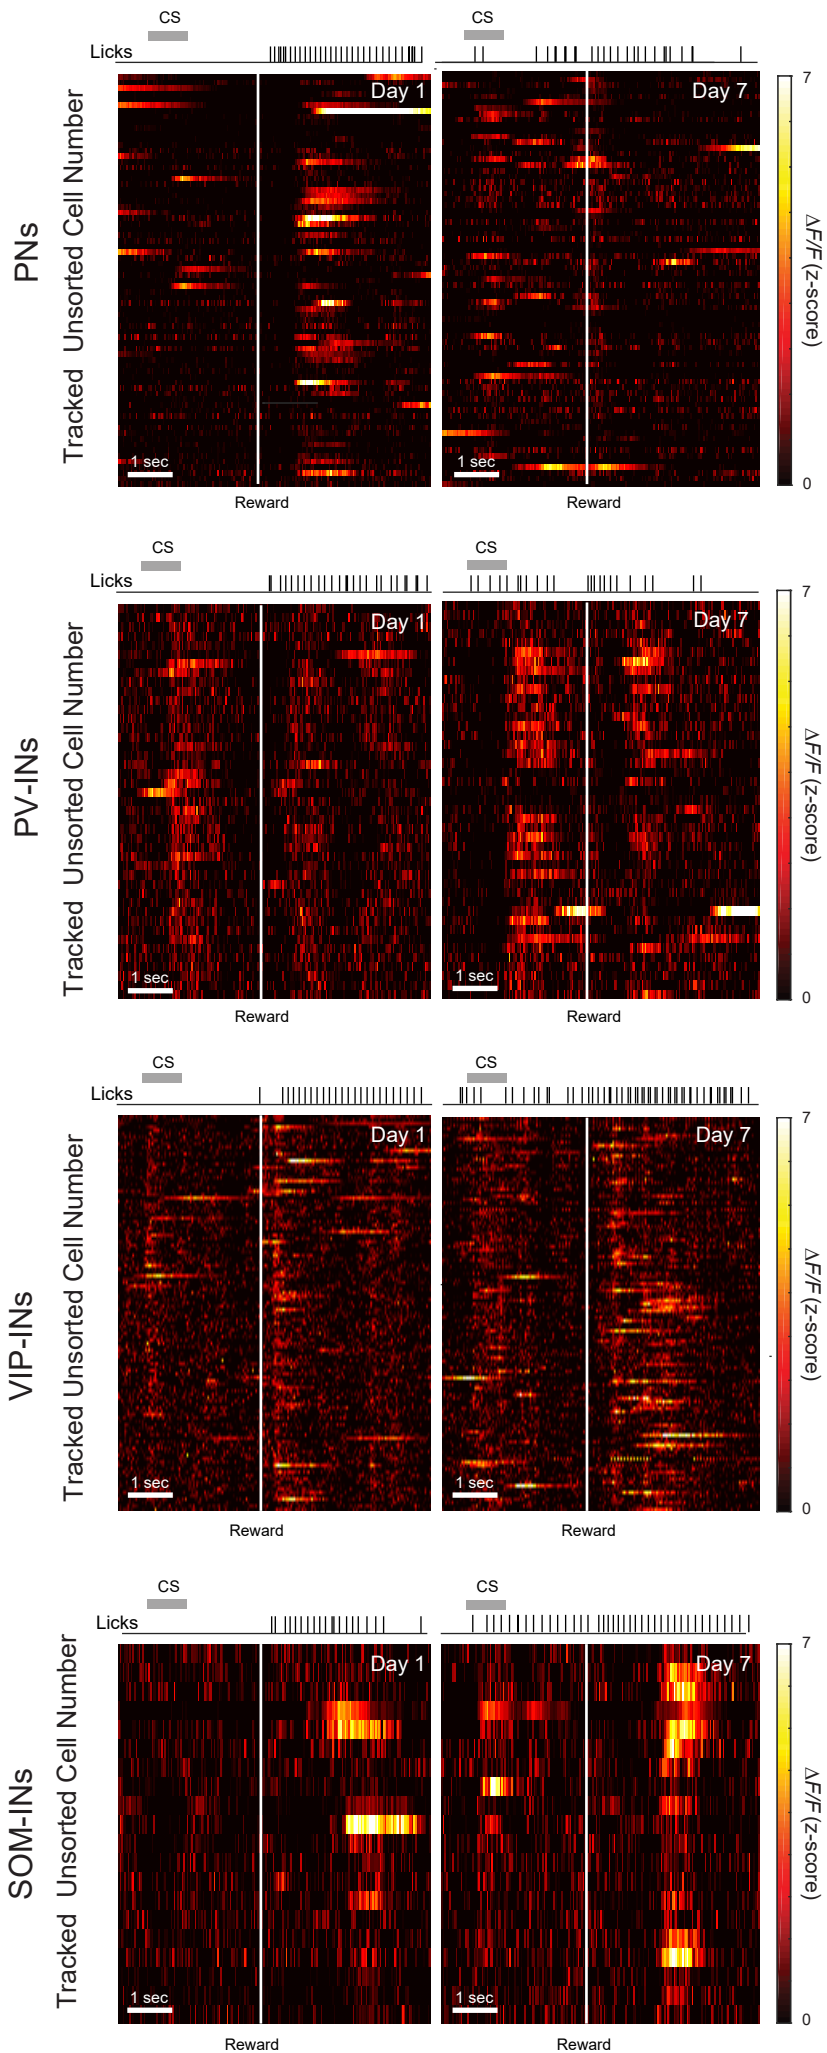 CS CS
Licks
Day 1 Day 7
7
PNs
Tracked Unsorted Cell Number
ΔF/F (z-score)
1 sec 1 sec
0
Reward Reward
CS CS
Licks
Day 1 Day 7
7
PV-INs
Tracked Unsorted Cell Number
ΔF/F (z-score)
1 sec 1 sec
0
Reward Reward
CS CS
Licks
Day 1 Day 7
7
VIP-INs
Tracked Unsorted Cell Number
ΔF/F (z-score)
1 sec 1 sec
0
Reward Reward
CS CS
Licks
Day 1 Day 7
7
SOM-INs
Tracked Unsorted Cell Number
ΔF/F (z-score)
1 sec 1 sec
0
Reward Reward